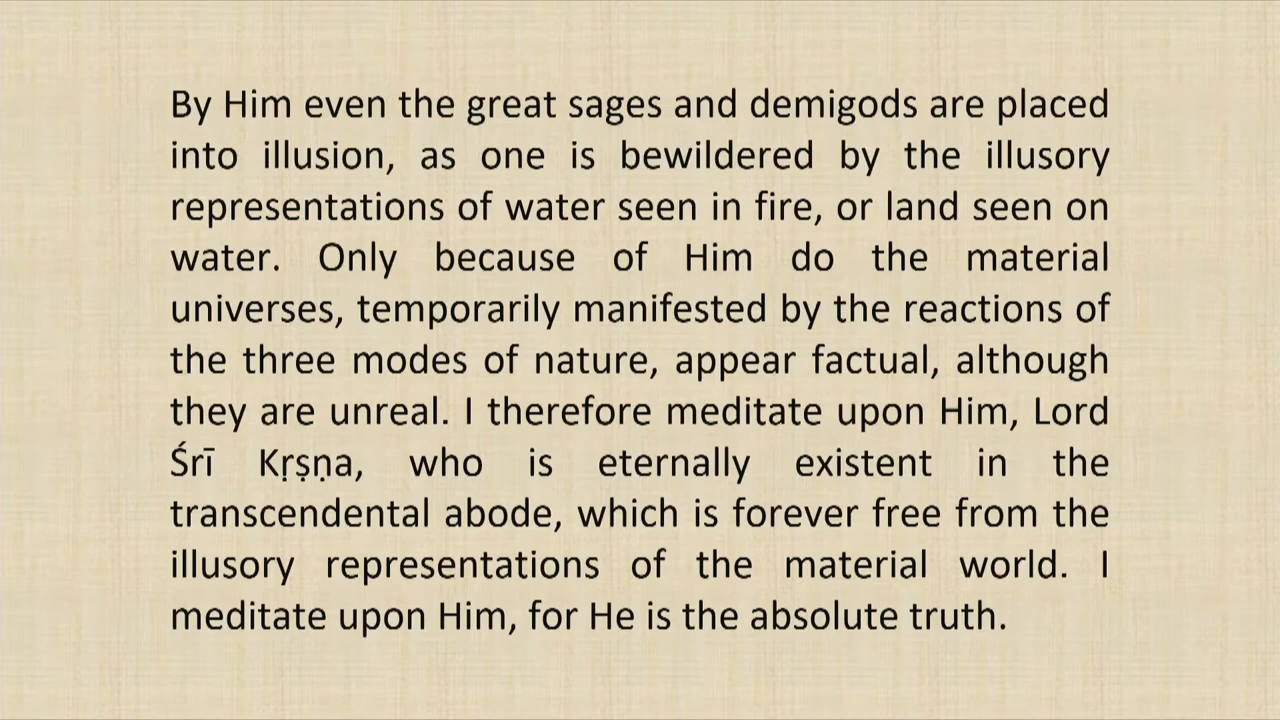 By Him even the great sages and demigods are placed
into illusion, as one is bewildered by the illusory
representations of water seen in fire, or land seen on
water. Only because of Him do the material
universes, temporarily manifested by the reactions of
the three modes of nature, appear factual, although
they are unreal. I therefore meditate upon Him, Lord
Śrī Kṛṣṇa, who is eternally existent in the
transcendental abode, which is forever free from the
illusory representations of the material world. I
meditate upon Him, for He is the absolute truth.